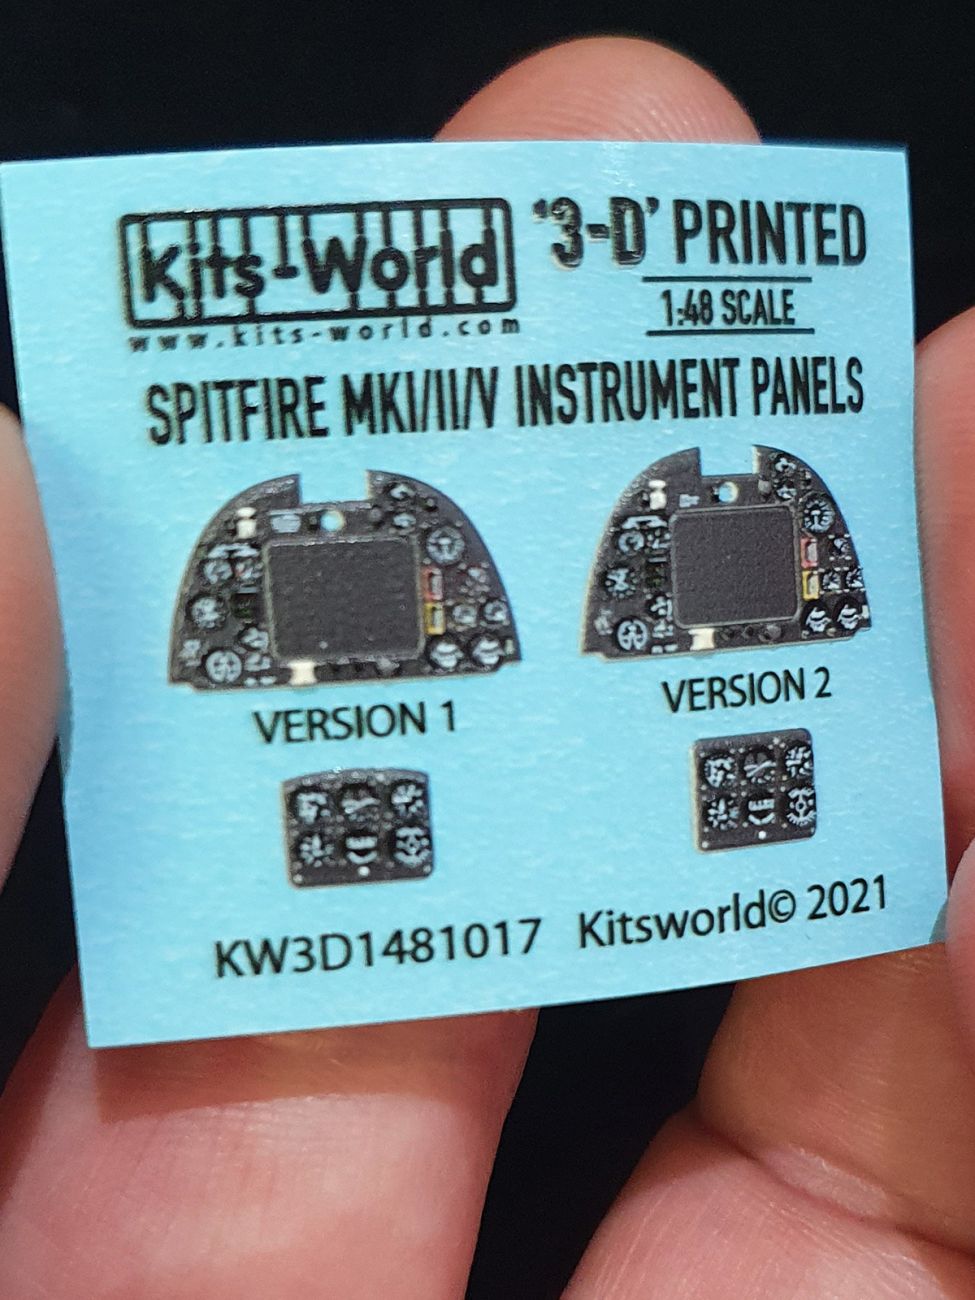 Kits-World
www.kits-world.com
'3-D' PRINTED
1:48 SCALE
SPITFIRE MKI/II/V INSTRUMENT PANELS
VERSION 1
VERSION 2
KW3D1481017 Kitsworld© 2021